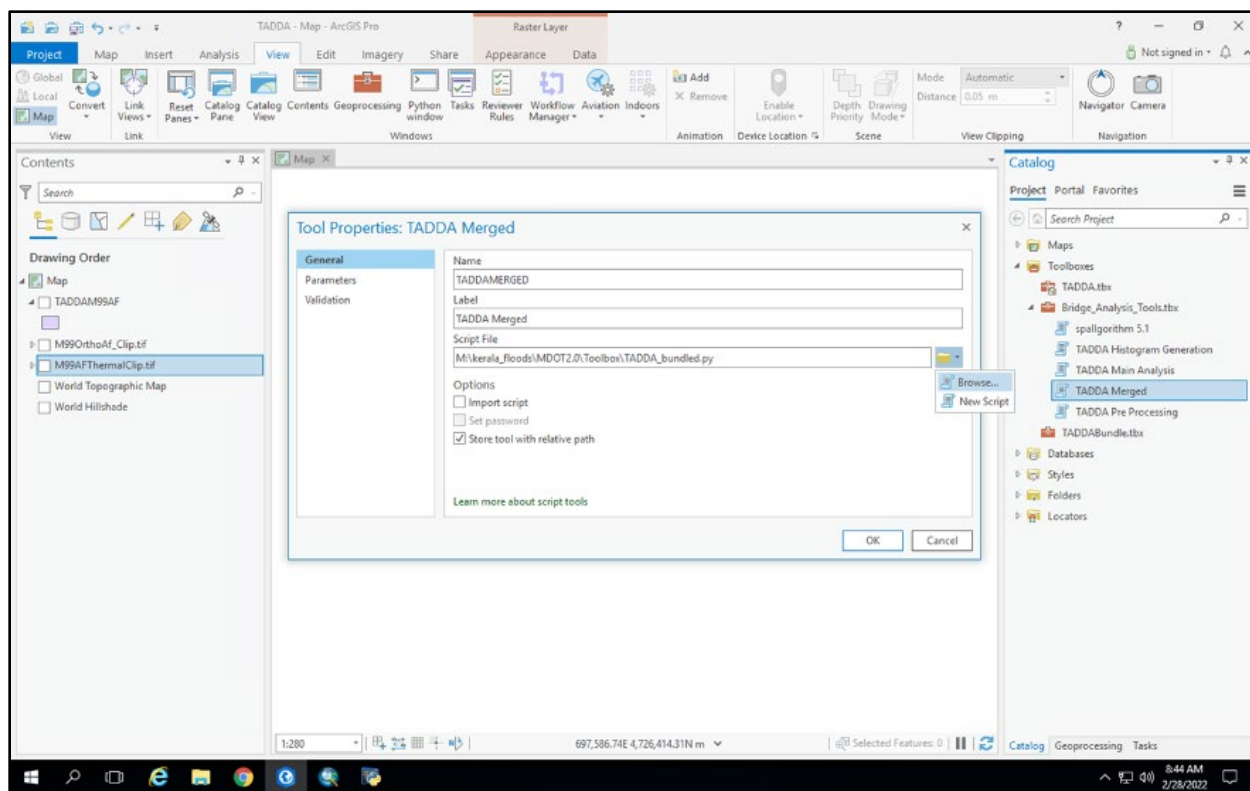 TADDA - Map - ArcGIS Pro
Raster Layer
?
Project Map Insert Analysis View Edit Imagery Share Appearance Data
Not signed in
Global
Local
Map
Convert
Link Views
Reset Panes
Catalog Pane
Catalog View
Contents
Geoprocessing
Python window
Tasks
Reviewer Rules
Workflow Manager
Aviation
Indoors
Add
Remove
Enable Location
Depth Priority
Drawing Mode
Mode Automatic
Distance 0.05 m
Navigator
Camera
View Link Windows Animation Device Location Scene View Clipping Navigation
Contents
Search
Drawing Order
Map
TADDAM99AF
M99OrthoAf_Clip.tif
M99AFThermalClip.tif
World Topographic Map
World Hillshade
Map
Tool Properties: TADDA Merged
General
Parameters
Validation
Name
TADDAMERGED
Label
TADDA Merged
Script File
M:\kerala_floods\MDOT2.0\Toolbox\TADDA_bundled.py
Browse...
New Script
Options
Import script
Set password
Store tool with relative path
Learn more about script tools
OK Cancel
Catalog
Project Portal Favorites
Search Project
Maps
Toolboxes
TADDA.tbx
Bridge_Analysis_Tools.tbx
spallgorithm 5.1
TADDA Histogram Generation
TADDA Main Analysis
TADDA Merged
TADDA Pre Processing
TADDABundle.tbx
Databases
Styles
Folders
Locators
1:280
697,586.74E 4,726,414.31N m
Selected Features: 0
Catalog Geoprocessing Tasks
8:44 AM
2/28/2022